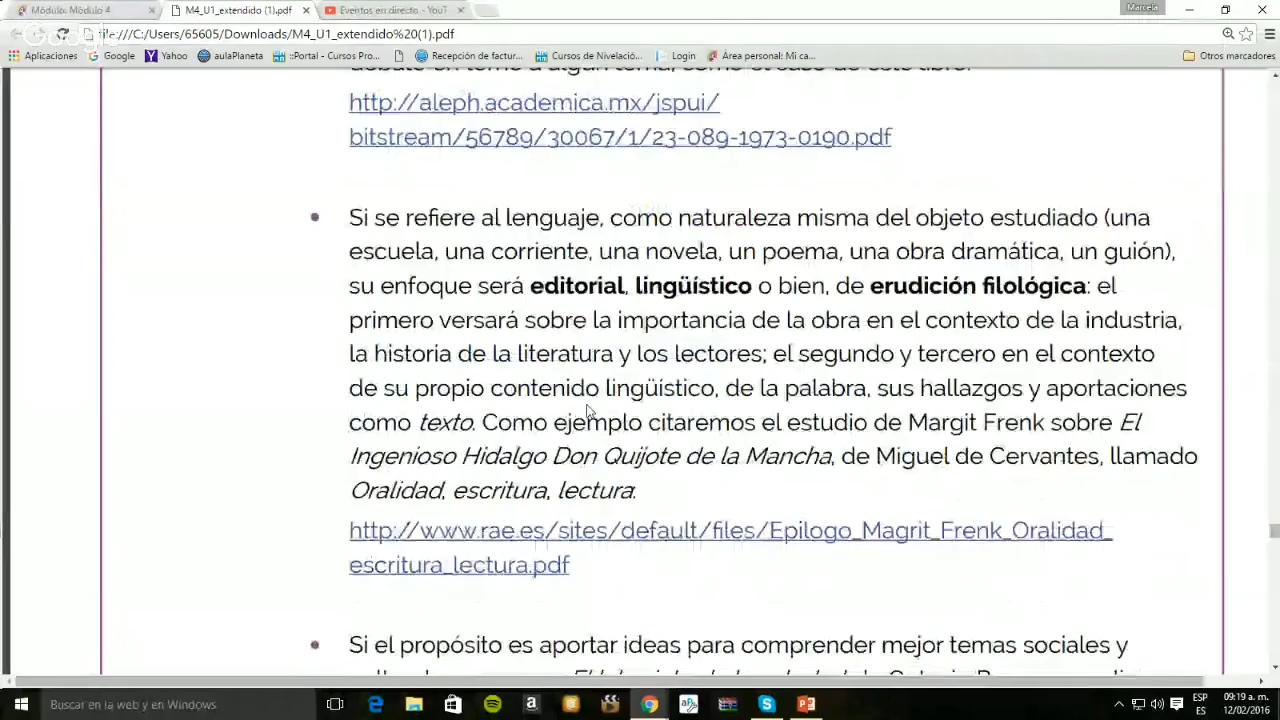 Módulo: Módulo 4
M4_U1_extendido (1).pdf
Eventos en directo - YouT
Marcela
Google
file:///C:/Users/65605/Downloads/M4_U1_extendido%20(1).pdf
Aplicaciones
Google
Yahoo
aulaPlaneta
::Portal - Cursos Pro...
Recepción de factur...
Cursos de Nivelació...
Login
Área personal: Mi ca...
Otros marcadores
http://aleph.academica.mx/jspui/
bitstream/56789/30067/1/23-089-1973-0190.pdf
• Si se refiere al lenguaje, como naturaleza misma del objeto estudiado (una
escuela, una corriente, una novela, un poema, una obra dramática, un guión),
su enfoque será editorial, lingüístico o bien, de erudición filológica: el
primero versará sobre la importancia de la obra en el contexto de la industria,
la historia de la literatura y los lectores; el segundo y tercero en el contexto
de su propio contenido lingüístico, de la palabra, sus hallazgos y aportaciones
como texto. Como ejemplo citaremos el estudio de Margit Frenk sobre El
Ingenioso Hidalgo Don Quijote de la Mancha, de Miguel de Cervantes, llamado
Oralidad, escritura, lectura:
http://www.rae.es/sites/default/files/Epilogo_Magrit_Frenk_Oralidad_
escritura_lectura.pdf
• Si el propósito es aportar ideas para comprender mejor temas sociales y
Buscar en la web y en Windows
ESP
ES
09:19 a. m.
12/02/2016